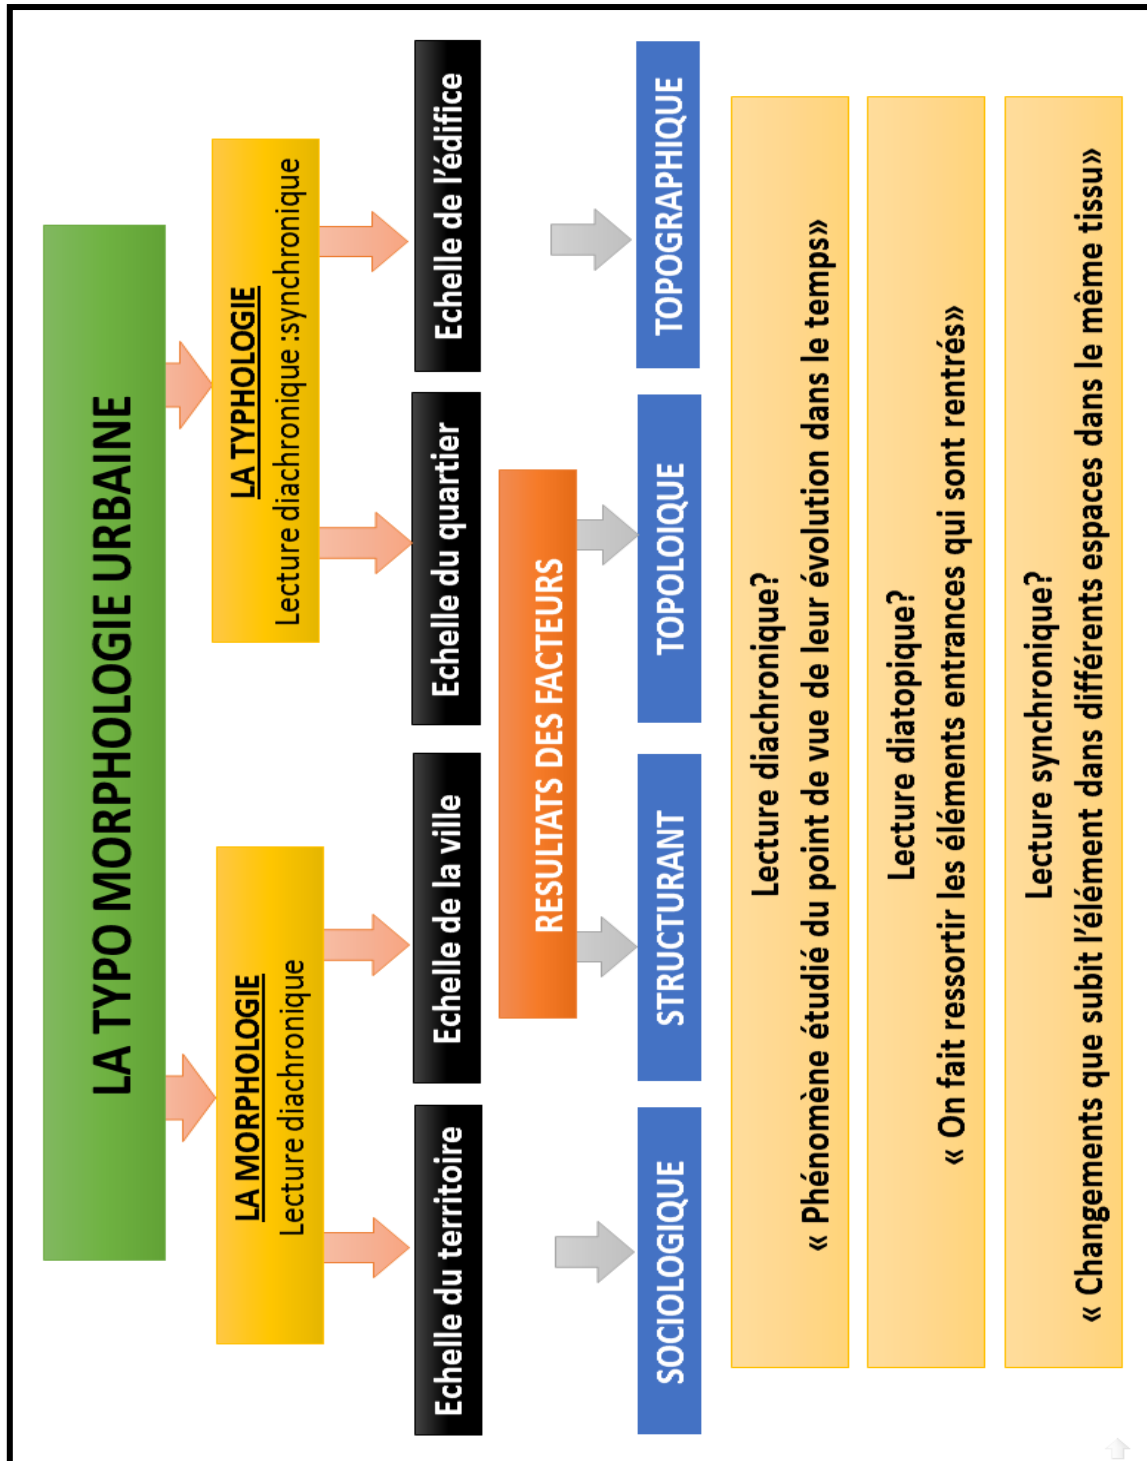 LA TYPO MORPHOLOGIE URBAINE
LA MORPHOLOGIE
Lecture diachronique
LA TYPHOLOGIE
Lecture diachronique :synchronique
Echelle du territoire
Echelle de la ville
Echelle du quartier
Echelle de l'édifice
RESULTATS DES FACTEURS
SOCIOLOGIQUE
STRUCTURANT
TOPOLOIQUE
TOPOGRAPHIQUE
Lecture diachronique?
« Phénomène étudié du point de vue de leur évolution dans le temps»
Lecture diatopique?
« On fait ressortir les éléments entrances qui sont rentrés»
Lecture synchronique?
« Changements que subit l'élément dans différents espaces dans le même tissu»